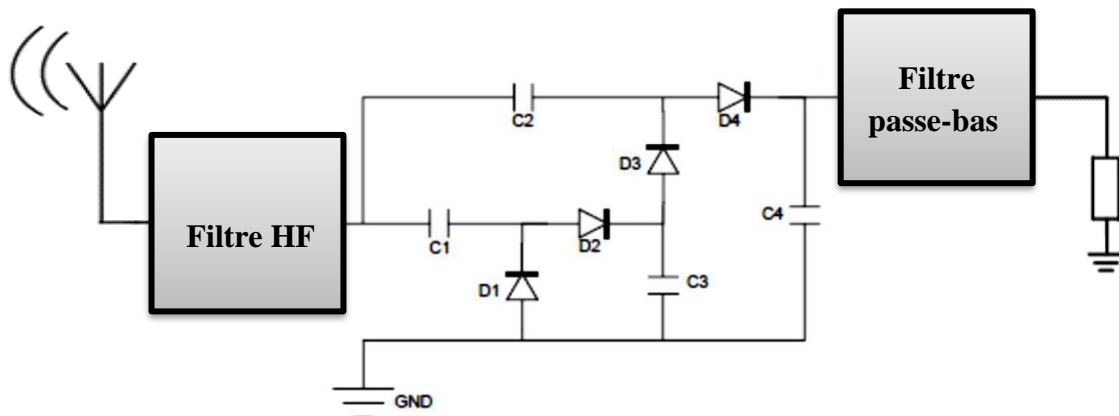 Filtre
passe-bas
C2
D4
D3
C4
Filtre HF
C1
D2
D1
C3
GND